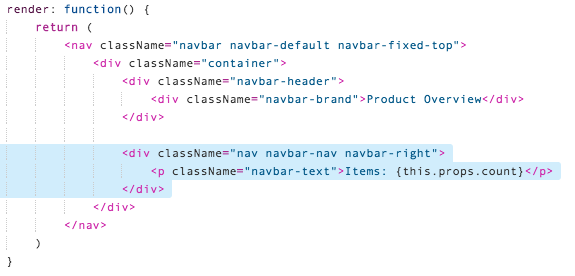 render: function() {
    return (
        <nav className="navbar navbar-default navbar-fixed-top">
            <div className="container">
                <div className="navbar-header">
                    <div className="navbar-brand">Product Overview</div>
                </div>

                <div className="nav navbar-nav navbar-right">
                    <p className="navbar-text">Items: {this.props.count}</p>
                </div>
            </div>
        </nav>
    )
}